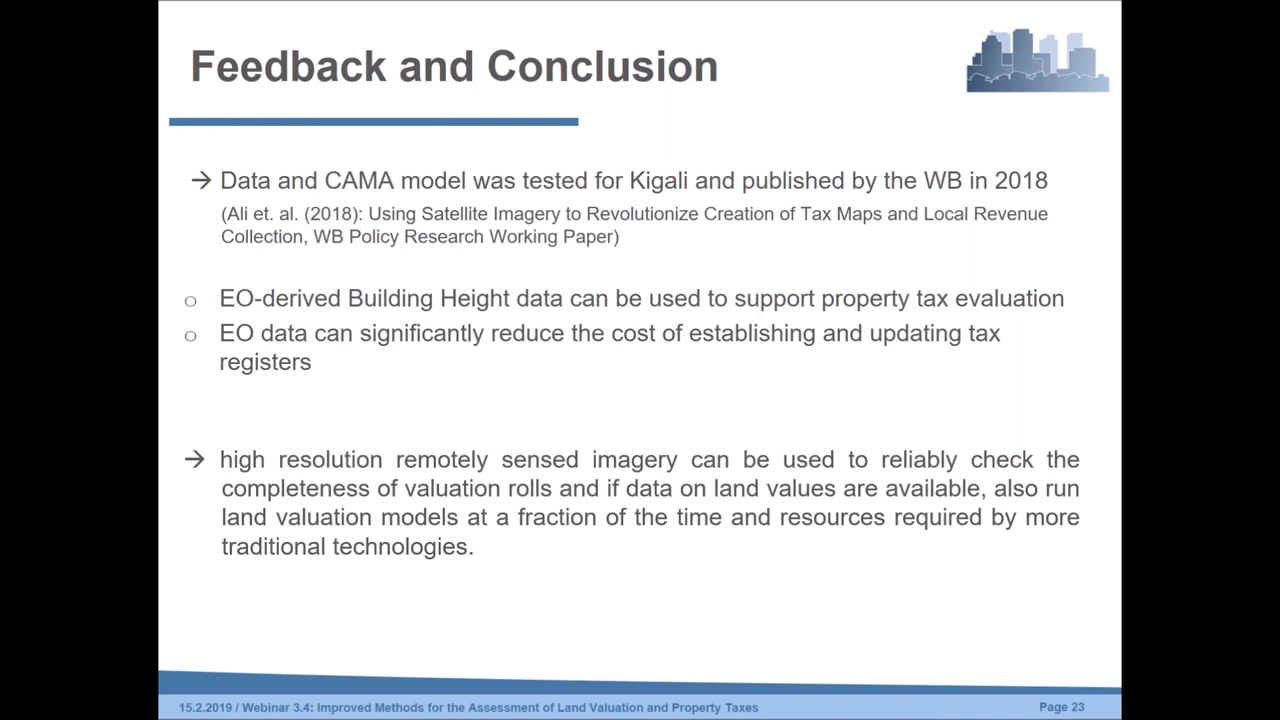 Feedback and Conclusion
→ Data and CAMA model was tested for Kigali and published by the WB in 2018
(Ali et. al. (2018): Using Satellite Imagery to Revolutionize Creation of Tax Maps and Local Revenue
Collection, WB Policy Research Working Paper)
○ EO-derived Building Height data can be used to support property tax evaluation
○ EO data can significantly reduce the cost of establishing and updating tax
registers
→ high resolution remotely sensed imagery can be used to reliably check the
completeness of valuation rolls and if data on land values are available, also run
land valuation models at a fraction of the time and resources required by more
traditional technologies.
15.2.2019 / Webinar 3.4: Improved Methods for the Assessment of Land Valuation and Property Taxes
Page 23